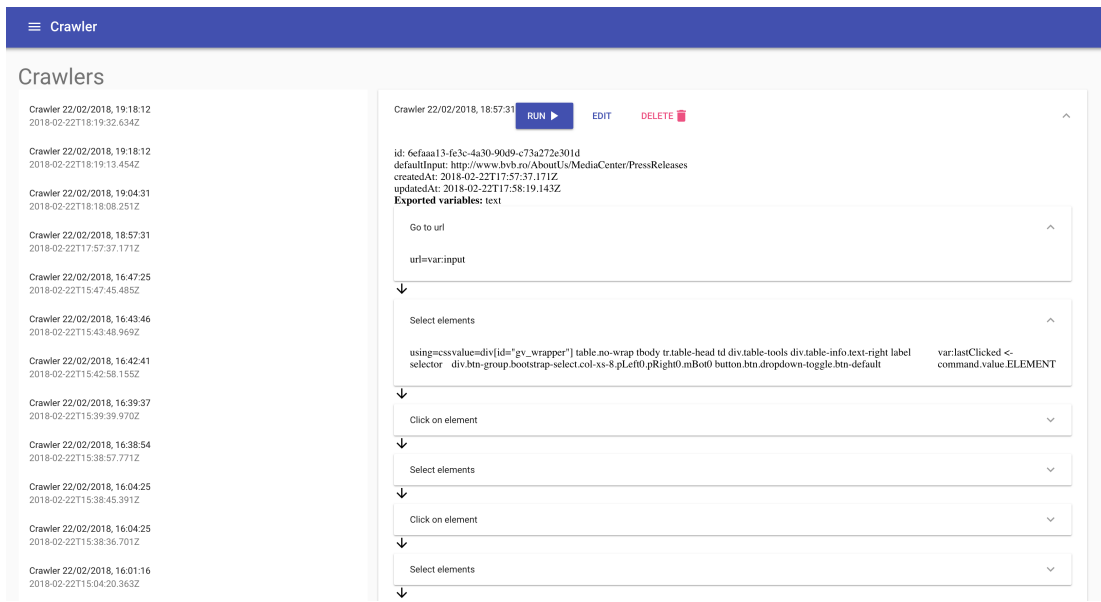 Crawler
Crawlers
Crawler 22/02/2018, 19:18:12
2018-02-22T18:19:32.634Z
Crawler 22/02/2018, 19:18:12
2018-02-22T18:19:13.454Z
Crawler 22/02/2018, 19:04:31
2018-02-22T18:18:08.251Z
Crawler 22/02/2018, 18:57:31
2018-02-22T17:57:37.171Z
Crawler 22/02/2018, 16:47:25
2018-02-22T15:47:45.485Z
Crawler 22/02/2018, 16:43:46
2018-02-22T15:43:48.969Z
Crawler 22/02/2018, 16:42:41
2018-02-22T15:42:58.155Z
Crawler 22/02/2018, 16:39:37
2018-02-22T15:39:39.970Z
Crawler 22/02/2018, 16:38:54
2018-02-22T15:38:57.771Z
Crawler 22/02/2018, 16:04:25
2018-02-22T15:38:45.391Z
Crawler 22/02/2018, 16:04:25
2018-02-22T15:38:36.701Z
Crawler 22/02/2018, 16:01:16
2018-02-22T15:04:20.363Z
Crawler 22/02/2018, 18:57:31 RUN EDIT DELETE
id: 6efaaa13-fe3c-4a30-90d9-c73a272e301d
defaultInput: http://www.bvb.ro/AboutUs/MediaCenter/PressReleases
createdAt: 2018-02-22T17:57:37.171Z
updatedAt: 2018-02-22T17:58:19.143Z
Exported variables: text
Go to url
url=var:input
Select elements
using=css value=div[id="gv_wrapper"] table.no-wrap tbody tr.table-head td div.table-tools div.table-info.text-right label var:lastClicked <-
selector div.btn-group.bootstrap-select.col-xs-8.pLeft0.pRight0.mBot0 button.btn.dropdown-toggle.btn-default command.value.ELEMENT
Click on element
Select elements
Click on element
Select elements